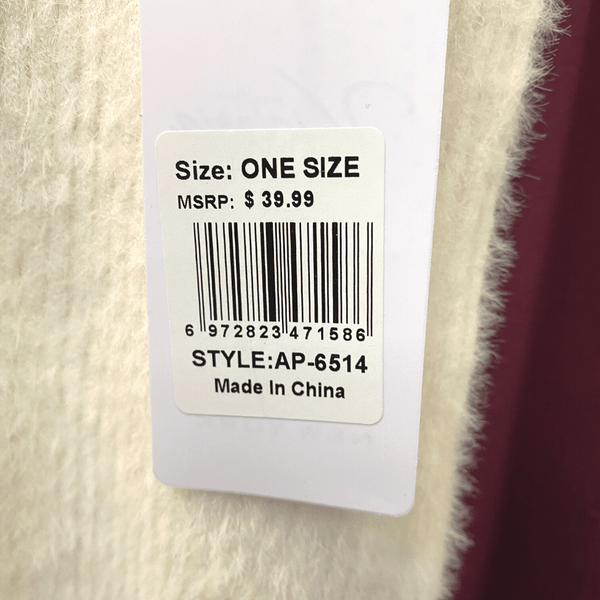 Size: ONE SIZE
MSRP: $ 39.99
6 972823 471586
STYLE:AP-6514
Made In China